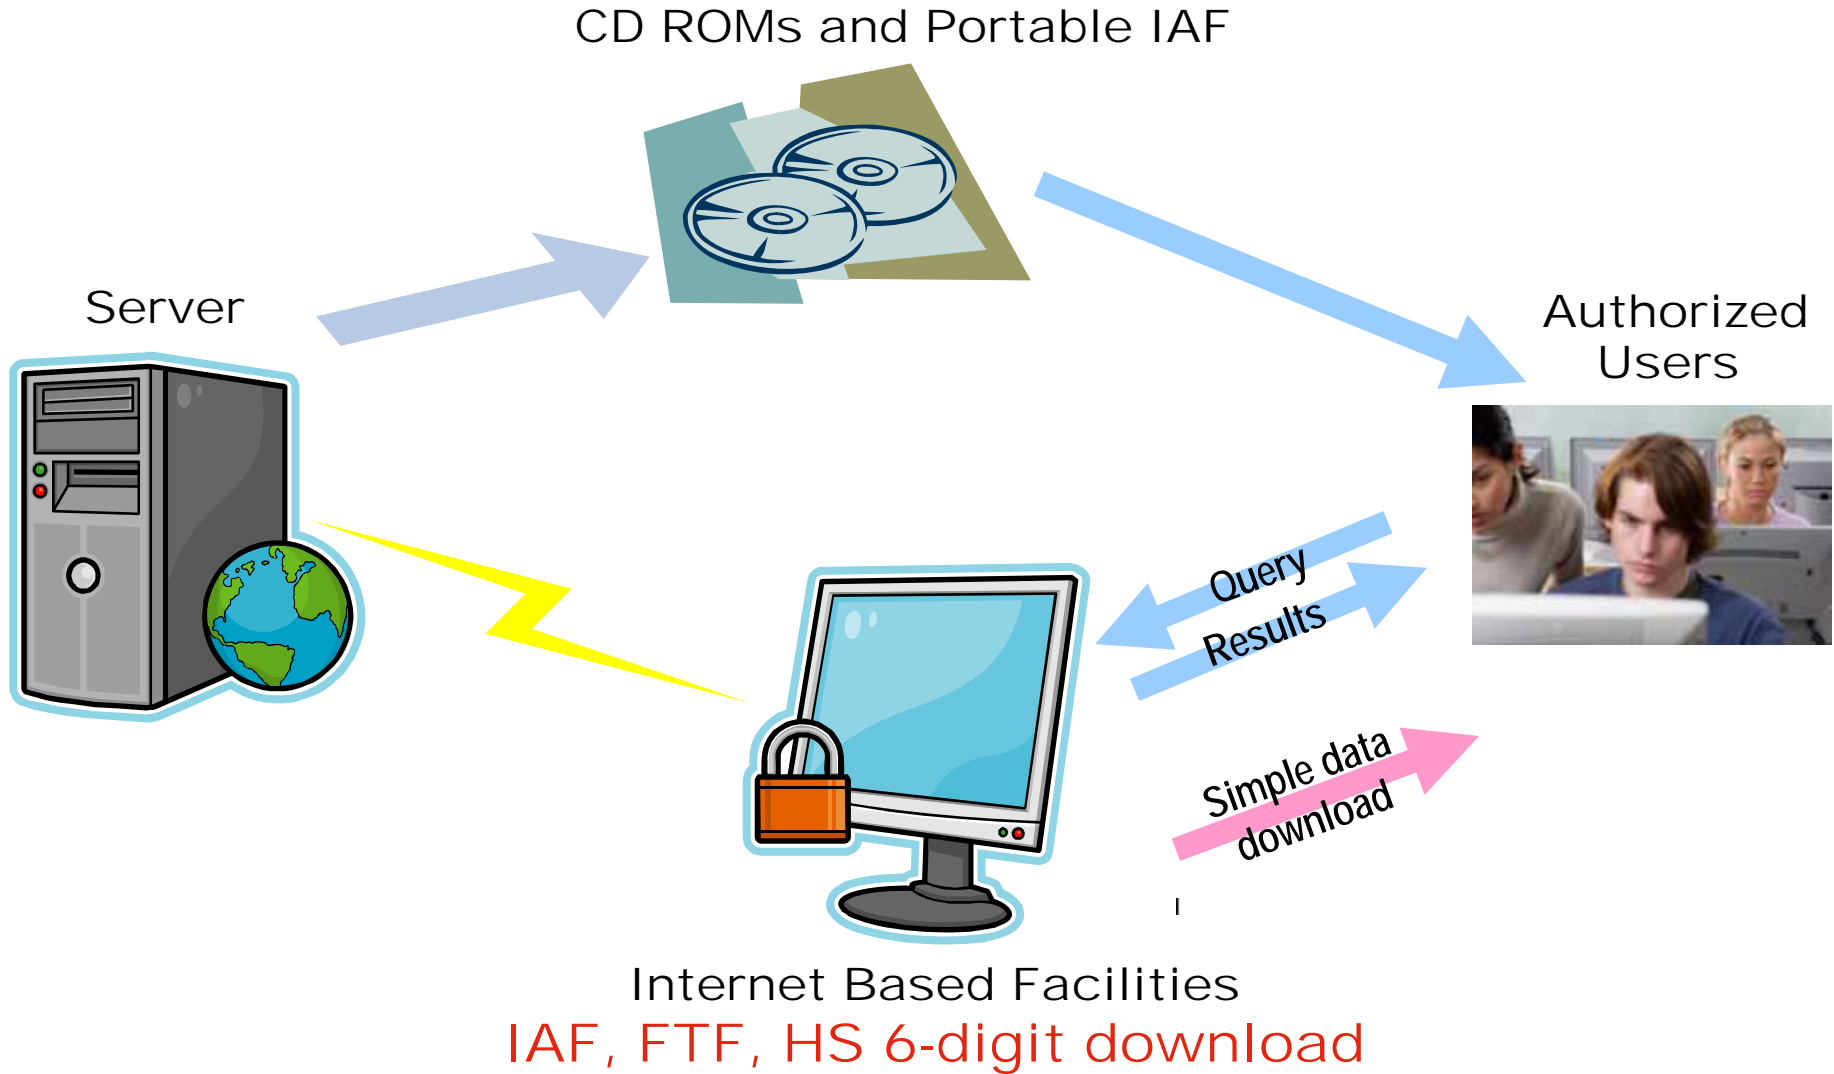 CD ROMs and Portable IAF
Server
Authorized
Users
Query
Results
Simple data
download
Internet Based Facilities
IAF, FTF, HS 6-digit download